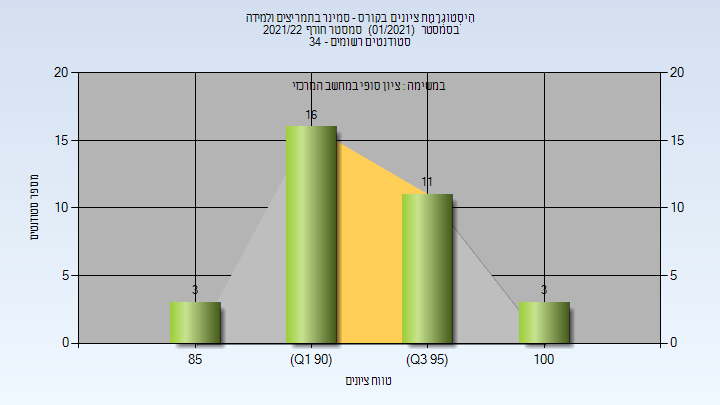 היסטוגרמת ציונים בקורס - סמינר בתמריצים ולמידה
בסמסטר (01/2021) סמסטר חורף 2021/22
סטודנטים רשומים - 34
במשימה : ציון סופי במחשב המרכזי
מספר סטודנטים
20
15
10
5
0
20
15
10
5
0
3
16
11
3
85
(Q1 90)
(Q3 95)
100
טווח ציונים